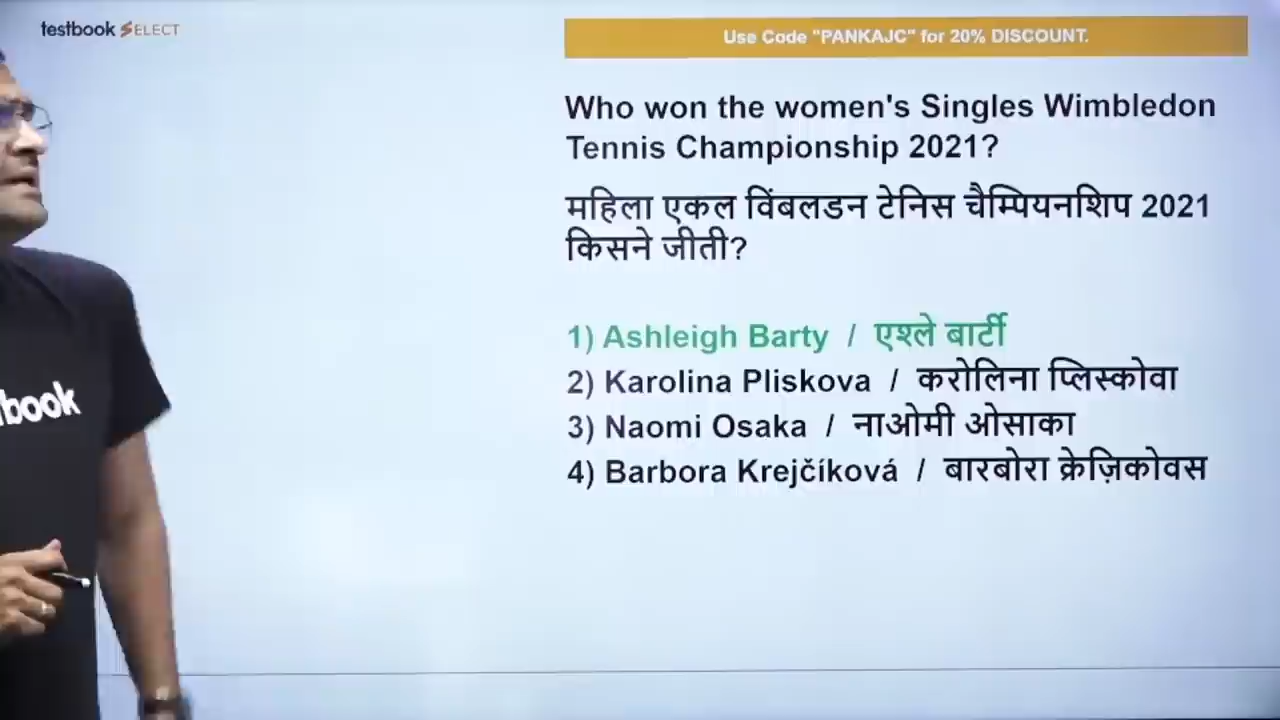 testbook SELECT
Use Code "PANKAJC" for 20% DISCOUNT.
Who won the women's Singles Wimbledon
Tennis Championship 2021?
महिला एकल विंबलडन टेनिस चैम्पियनशिप 2021
किसने जीती?
1) Ashleigh Barty / एश्ले बार्टी
2) Karolina Pliskova / करोलिना प्लिस्कोवा
3) Naomi Osaka / नाओमी ओसाका
4) Barbora Krejčíková / बारबोरा क्रेज़िकोवस
book